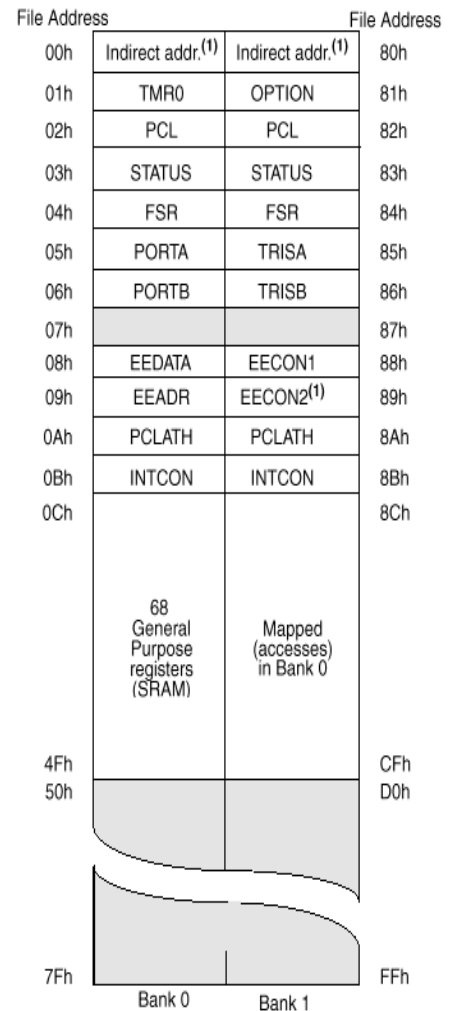 File Address File Address
00h Indirect addr.(1) Indirect addr.(1) 80h
01h TMR0 OPTION 81h
02h PCL PCL 82h
03h STATUS STATUS 83h
04h FSR FSR 84h
05h PORTA TRISA 85h
06h PORTB TRISB 86h
07h 87h
08h EEDATA EECON1 88h
09h EEADR EECON2(1) 89h
0Ah PCLATH PCLATH 8Ah
0Bh INTCON INTCON 8Bh
0Ch 8Ch
68
General
Purpose
registers
(SRAM)
Mapped
(accesses)
in Bank 0
4Fh CFh
50h D0h
7Fh FFh
Bank 0 Bank 1